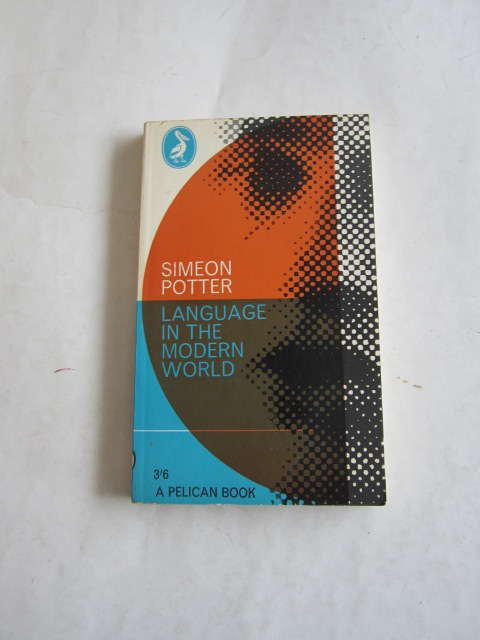 SIMEON
POTTER
LANGUAGE
IN THE
MODERN
WORLD
3/6
A PELICAN BOOK